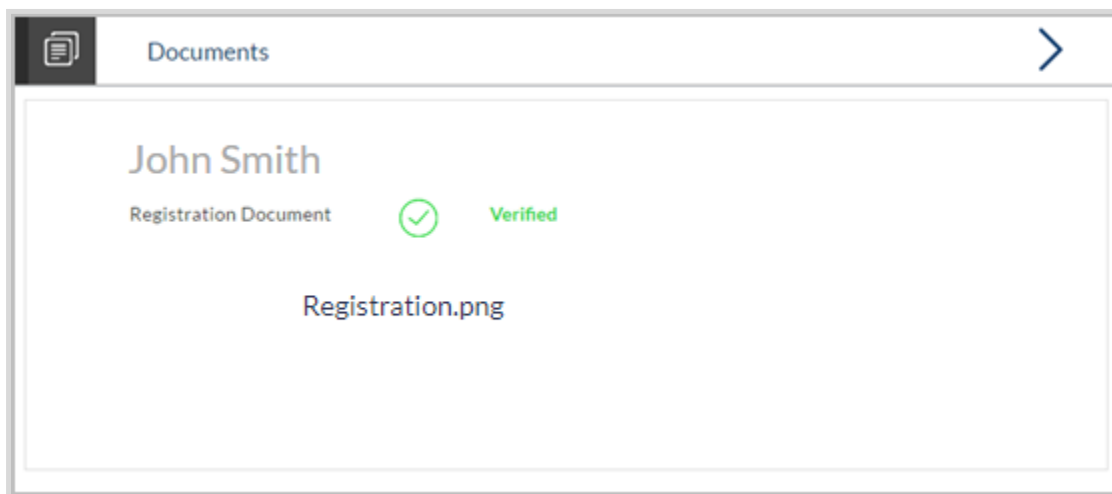 Documents
John Smith
Registration Document Verified
Registration.png